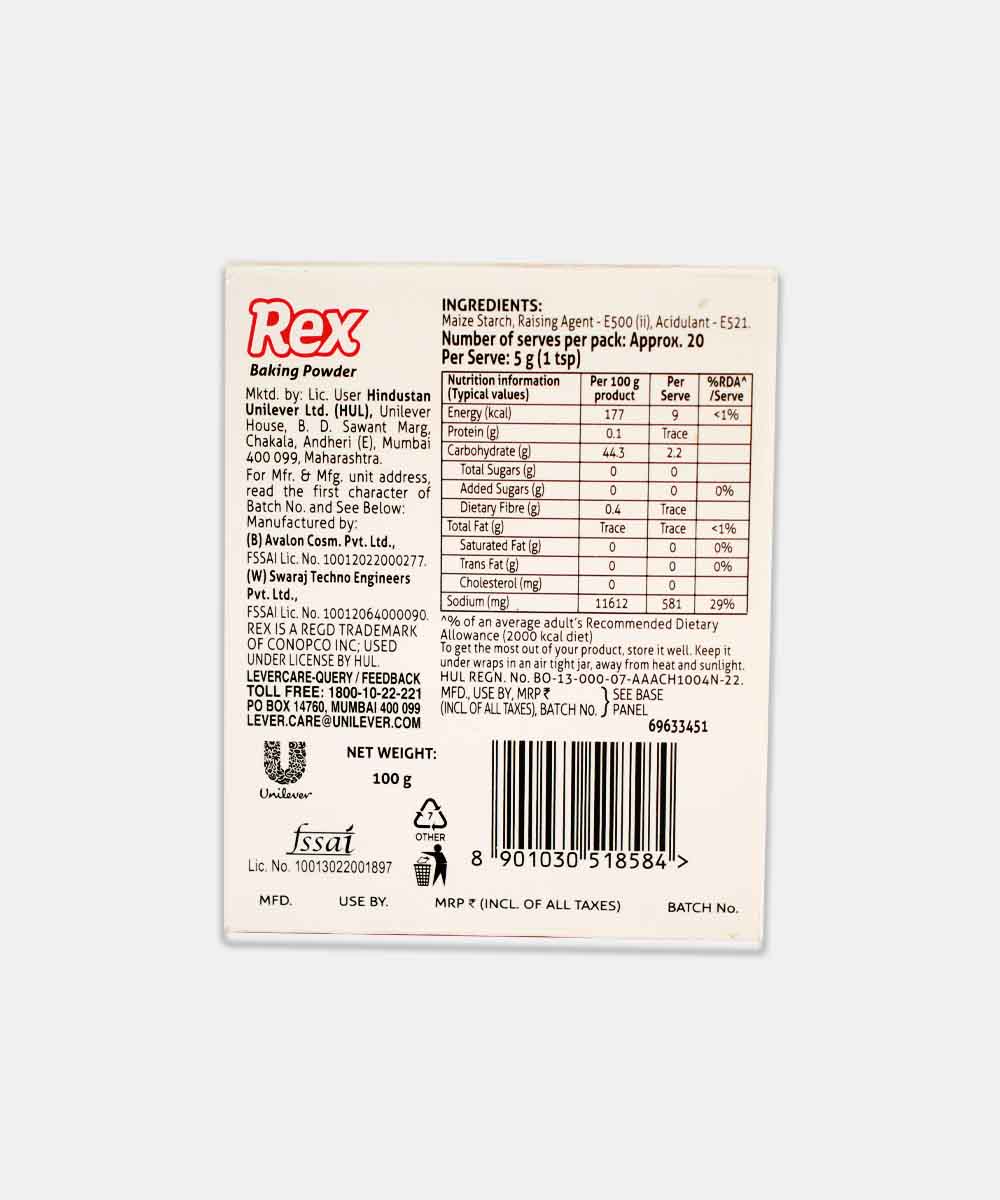 Rex
Baking Powder
Mktd. by: Lic. User Hindustan
Unilever Ltd. (HUL), Unilever
House, B. D. Sawant Marg,
Chakala, Andheri (E), Mumbai
400 099, Maharashtra.
For Mfr. & Mfg. unit address,
read the first character of
Batch No. and See Below:
Manufactured by:
(B) Avalon Cosm. Pvt. Ltd.,
FSSAI Lic. No. 10012022000277.
(W) Swaraj Techno Engineers
Pvt. Ltd.,
FSSAI Lic. No. 10012064000090.
REX IS A REGD TRADEMARK
OF CONOPCO INC; USED
UNDER LICENSE BY HUL.
LEVERCARE-QUERY / FEEDBACK
TOLL FREE: 1800-10-22-221
PO BOX 14760, MUMBAI 400 099
LEVER.CARE@UNILEVER.COM
INGREDIENTS:
Maize Starch, Raising Agent - E500 (ii), Acidulant - E521.
Number of serves per pack: Approx. 20
Per Serve: 5 g (1 tsp)
Nutrition information (Typical values) Per 100 g product Per Serve %RDA^ /Serve
Energy (kcal) 177 9 <1%
Protein (g) 0.1 Trace
Carbohydrate (g) 44.3 2.2
Total Sugars (g) 0 0
Added Sugars (g) 0 0 0%
Dietary Fibre (g) 0.4 Trace
Total Fat (g) Trace Trace <1%
Saturated Fat (g) 0 0 0%
Trans Fat (g) 0 0 0%
Cholesterol (mg) 0 0
Sodium (mg) 11612 581 29%
^% of an average adult's Recommended Dietary
Allowance (2000 kcal diet)
To get the most out of your product, store it well. Keep it
under wraps in an air tight jar, away from heat and sunlight.
HUL REGN. No. BO-13-000-07-AAACH1004N-22.
MFD., USE BY, MRP ₹ } SEE BASE
(INCL OF ALL TAXES), BATCH No. PANEL
69633451
U
Unilever
NET WEIGHT:
100 g
7
OTHER
fssai
Lic. No. 10013022001897
8 901030 518584 >
MFD. USE BY. MRP ₹ (INCL. OF ALL TAXES) BATCH No.